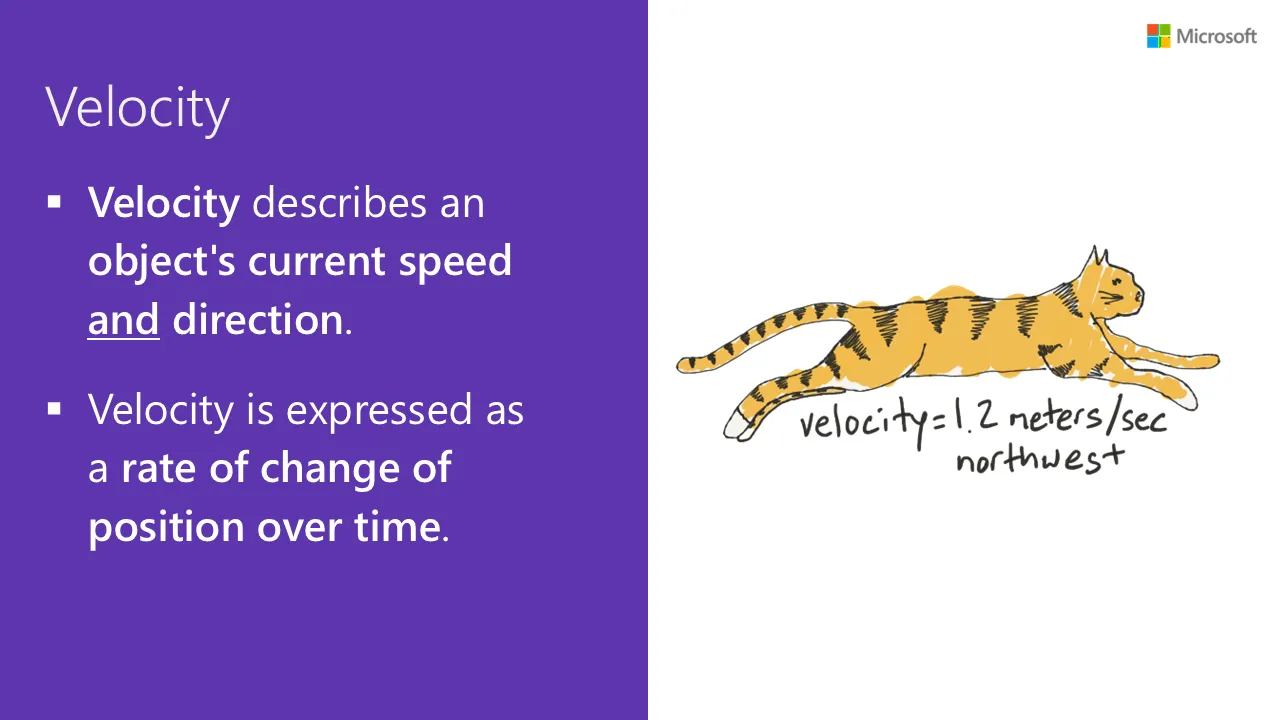 Velocity
▪ Velocity describes an
object's current speed
and direction.
▪ Velocity is expressed as
a rate of change of
position over time.
Microsoft
velocity=1.2 meters/sec
northwest